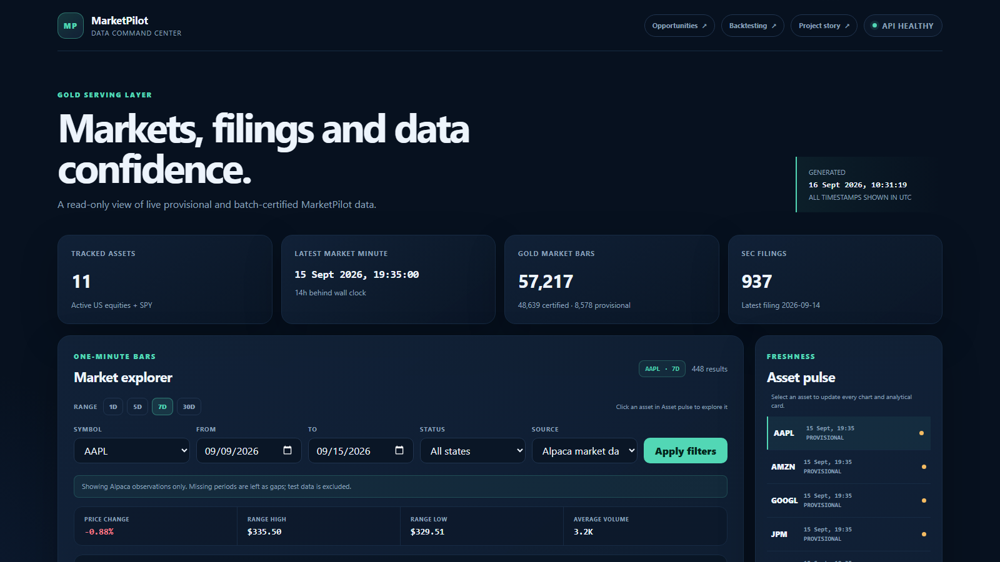 MP
MarketPilot
DATA COMMAND CENTER
Opportunities ↗
Backtesting ↗
Project story ↗
API HEALTHY
GOLD SERVING LAYER
Markets, filings and data
confidence.
A read-only view of live provisional and batch-certified MarketPilot data.
GENERATED
16 Sept 2026, 10:31:19
ALL TIMESTAMPS SHOWN IN UTC
TRACKED ASSETS
11
Active US equities + SPY
LATEST MARKET MINUTE
15 Sept 2026, 19:35:00
14h behind wall clock
GOLD MARKET BARS
57,217
48,639 certified · 8,578 provisional
SEC FILINGS
937
Latest filing 2026-09-14
ONE-MINUTE BARS
Market explorer
AAPL · 7D
448 results
RANGE
1D
5D
7D
30D
Click an asset in Asset pulse to explore it
SYMBOL
AAPL
FROM
09/09/2026
TO
09/15/2026
STATUS
All states
SOURCE
Alpaca market da
Apply filters
Showing Alpaca observations only. Missing periods are left as gaps; test data is excluded.
PRICE CHANGE
-0.88%
RANGE HIGH
$335.50
RANGE LOW
$329.51
AVERAGE VOLUME
3.2K
FRESHNESS
Asset pulse
Select an asset to update every chart and analytical
card.
AAPL
15 Sept, 19:35
PROVISIONAL
AMZN
15 Sept, 19:35
PROVISIONAL
GOOGL
15 Sept, 19:35
PROVISIONAL
JPM
15 Sept, 19:35
PROVISIONAL